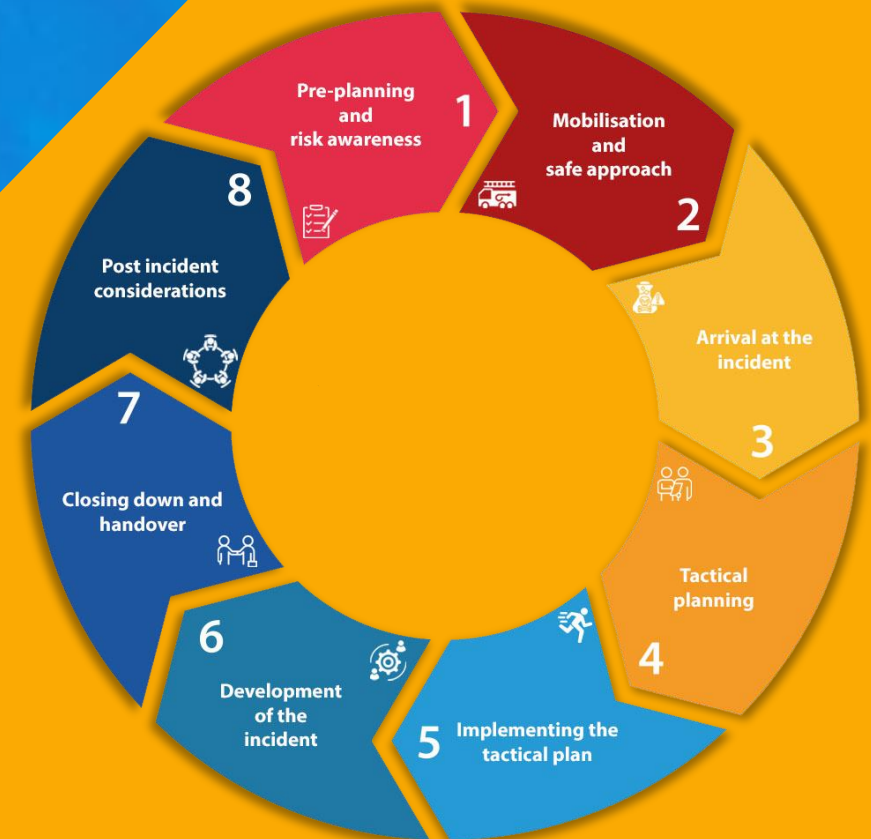 Pre-planning
and
risk awareness
1
Mobilisation
and
safe approach
2
Arrival at the
incident
3
Tactical
planning
4
Implementing the
tactical plan
5
Development
of the
incident
6
Closing down and
handover
7
Post incident
considerations
8